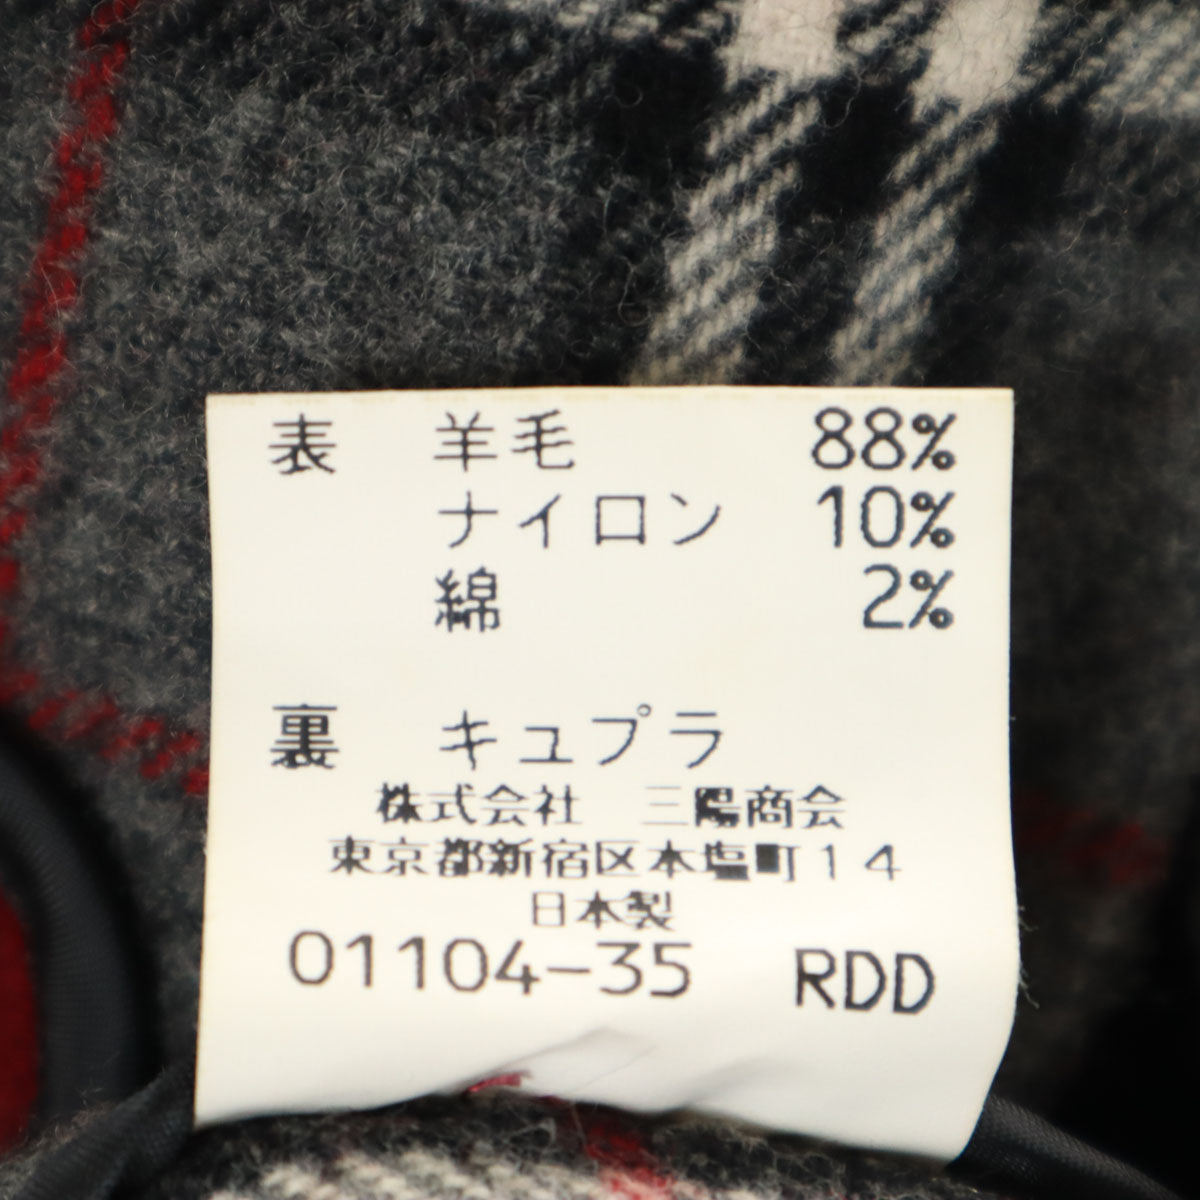 表 羊毛 88%
ナイロン 10%
綿 2%
裏 キュプラ
株式会社 三陽商会
東京都新宿区本塩町14
日本製
01104-35 RDD